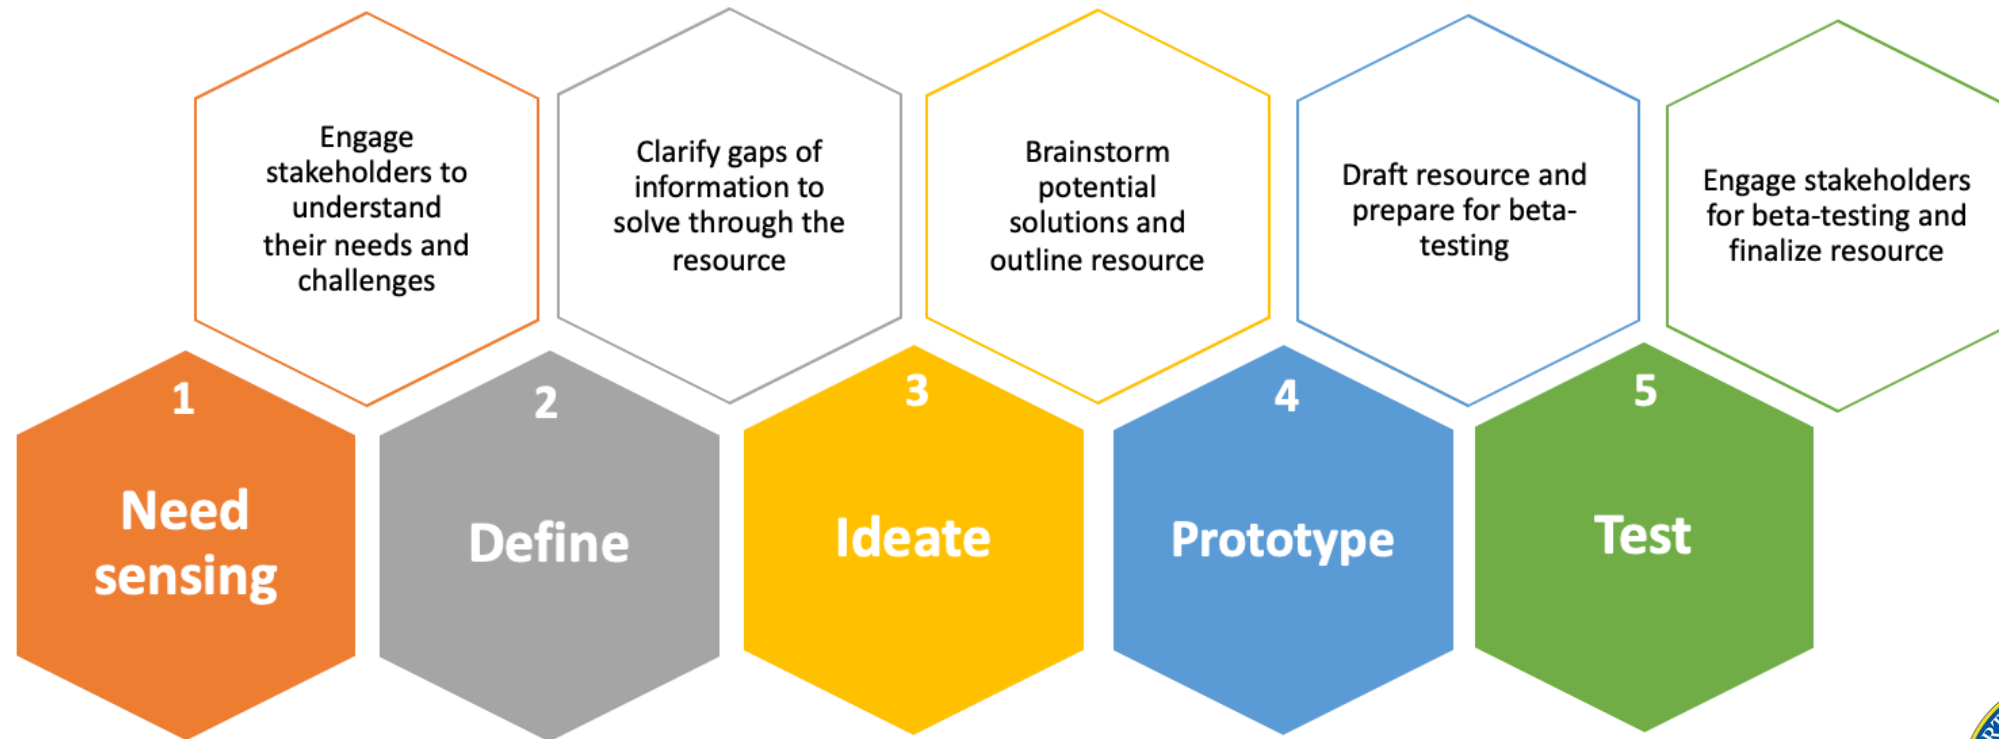 Engage
stakeholders to
understand
their needs and
challenges
Clarify gaps of
information to
solve through the
resource
Brainstorm
potential
solutions and
outline resource
Draft resource and
prepare for beta-
testing
Engage stakeholders
for beta-testing and
finalize resource
1
Need
sensing
2
Define
3
Ideate
4
Prototype
5
Test